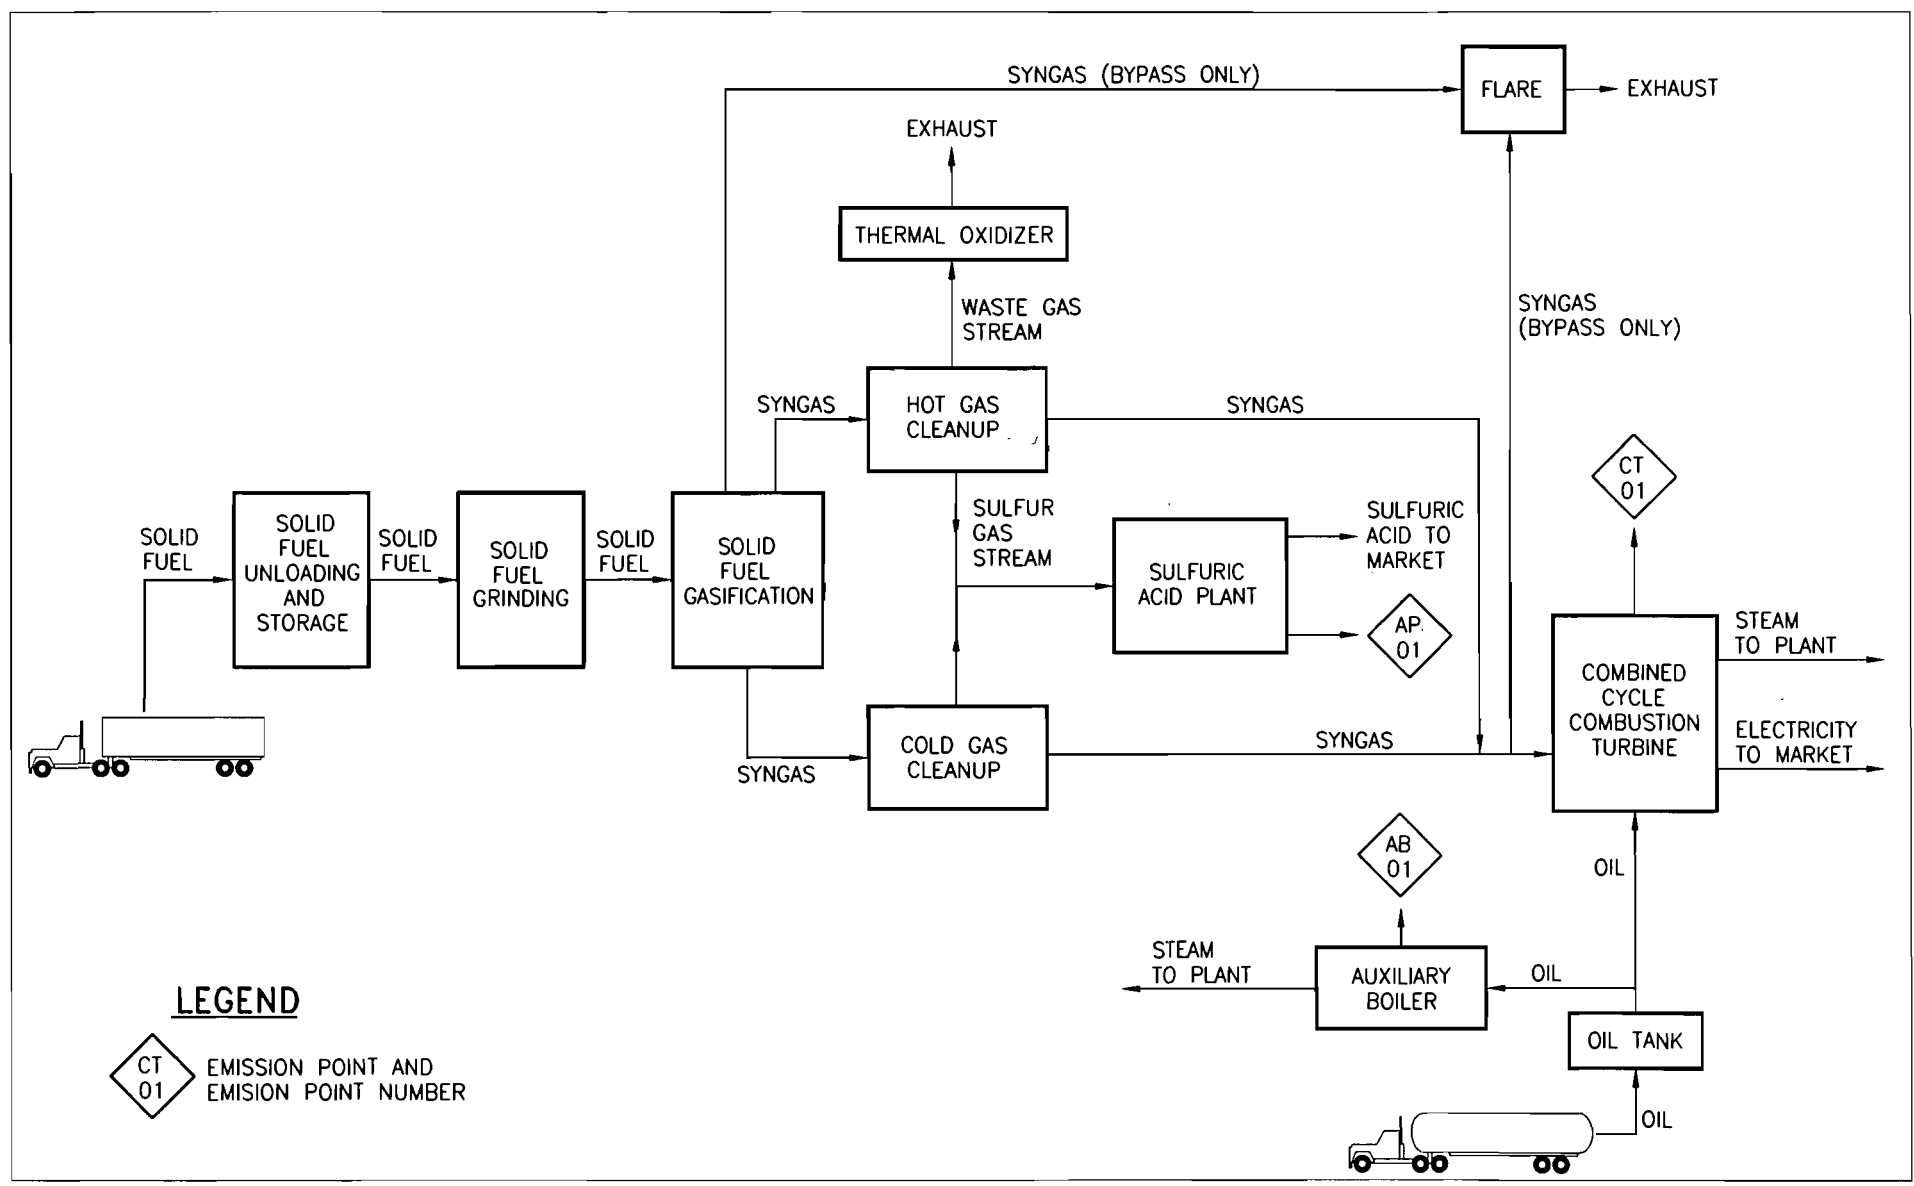 SYNGAS (BYPASS ONLY)
FLARE
EXHAUST
EXHAUST
THERMAL OXIDIZER
WASTE GAS
STREAM
SYNGAS
(BYPASS ONLY)
SYNGAS
HOT GAS
CLEANUP
SYNGAS
CT
01
SOLID
FUEL
SOLID
FUEL
UNLOADING
AND
STORAGE
SOLID
FUEL
SOLID
FUEL
GRINDING
SOLID
FUEL
SOLID
FUEL
GASIFICATION
SULFUR
GAS
STREAM
SULFURIC
ACID PLANT
SULFURIC
ACID TO
MARKET
AP
01
STEAM
TO PLANT
COMBINED
CYCLE
COMBUSTION
TURBINE
ELECTRICITY
TO MARKET
SYNGAS
COLD GAS
CLEANUP
SYNGAS
AB
01
OIL
STEAM
TO PLANT
AUXILIARY
BOILER
OIL
OIL TANK
OIL
LEGEND
CT
01
EMISSION POINT AND
EMISION POINT NUMBER